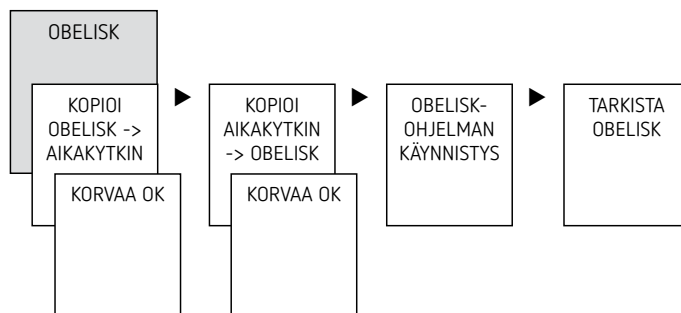 OBELISK
KOPIOI
OBELISK ->
AIKAKYTKIN
KORVAA OK
KOPIOI
AIKAKYTKIN
-> OBELISK
KORVAA OK
OBELISK-
OHJELMAN
KÄYNNISTYS
TARKISTA
OBELISK